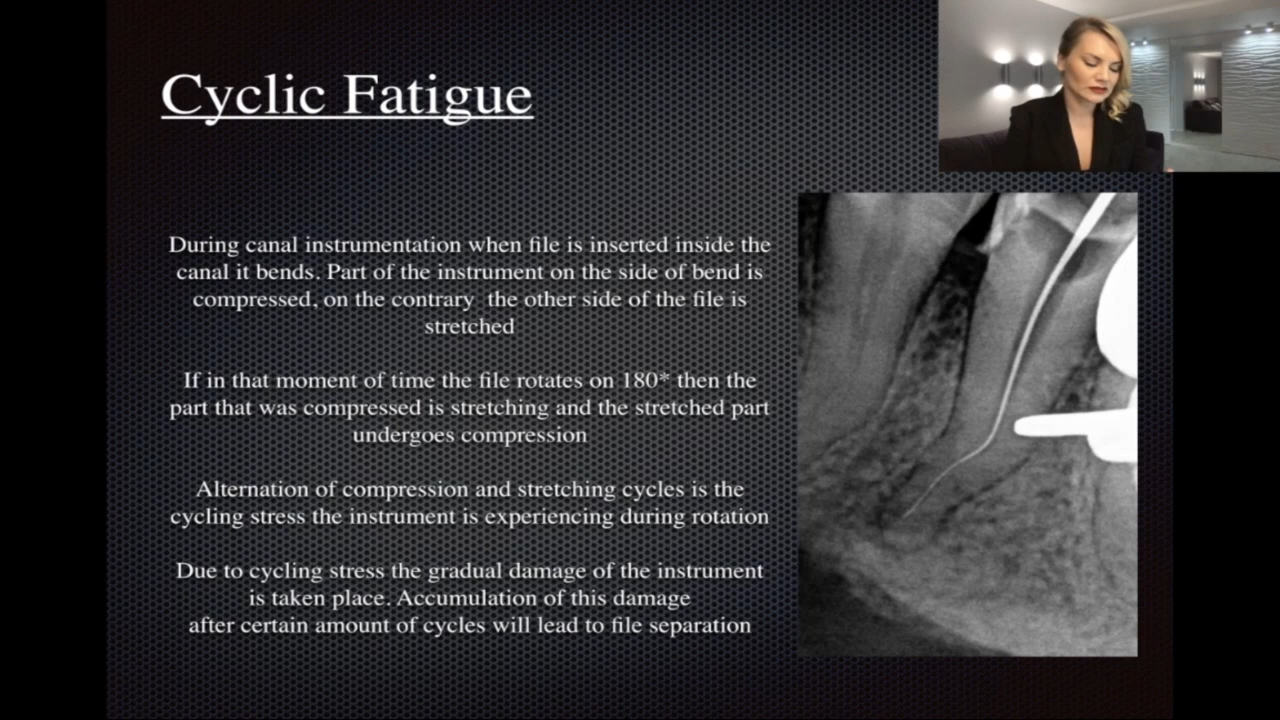 Cyclic Fatigue
During canal instrumentation when file is inserted inside the
canal it bends. Part of the instrument on the side of bend is
compressed, on the contrary  the other side of the file is
stretched
If in that moment of time the file rotates on 180* then the
part that was compressed is stretching and the stretched part
undergoes compression
Alternation of compression and stretching cycles is the
cycling stress the instrument is experiencing during rotation
Due to cycling stress the gradual damage of the instrument
is taken place. Accumulation of this damage
after certain amount of cycles will lead to file separation